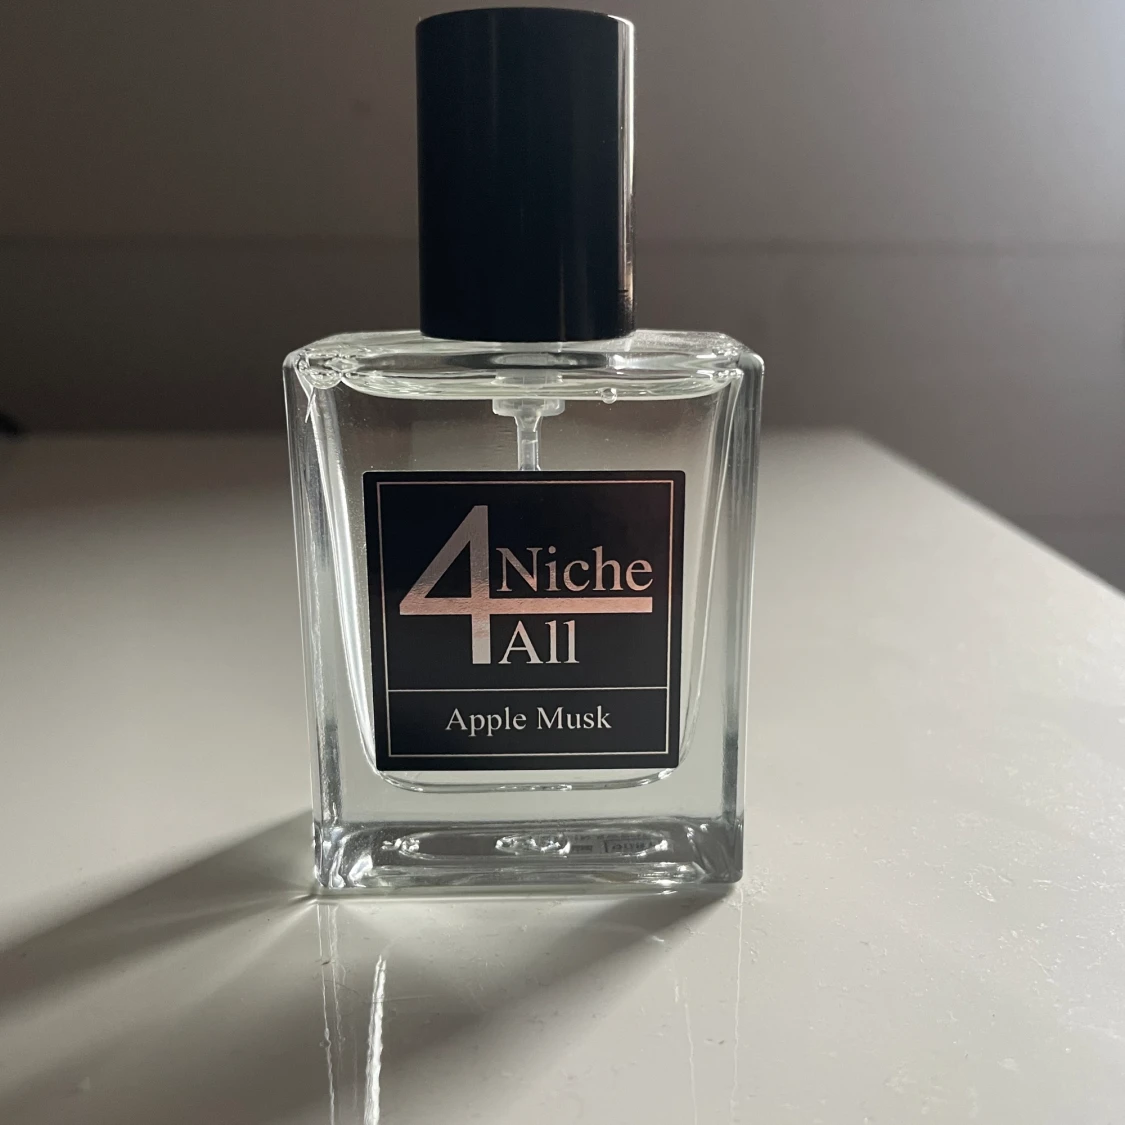 4 Niche
All
Apple Musk